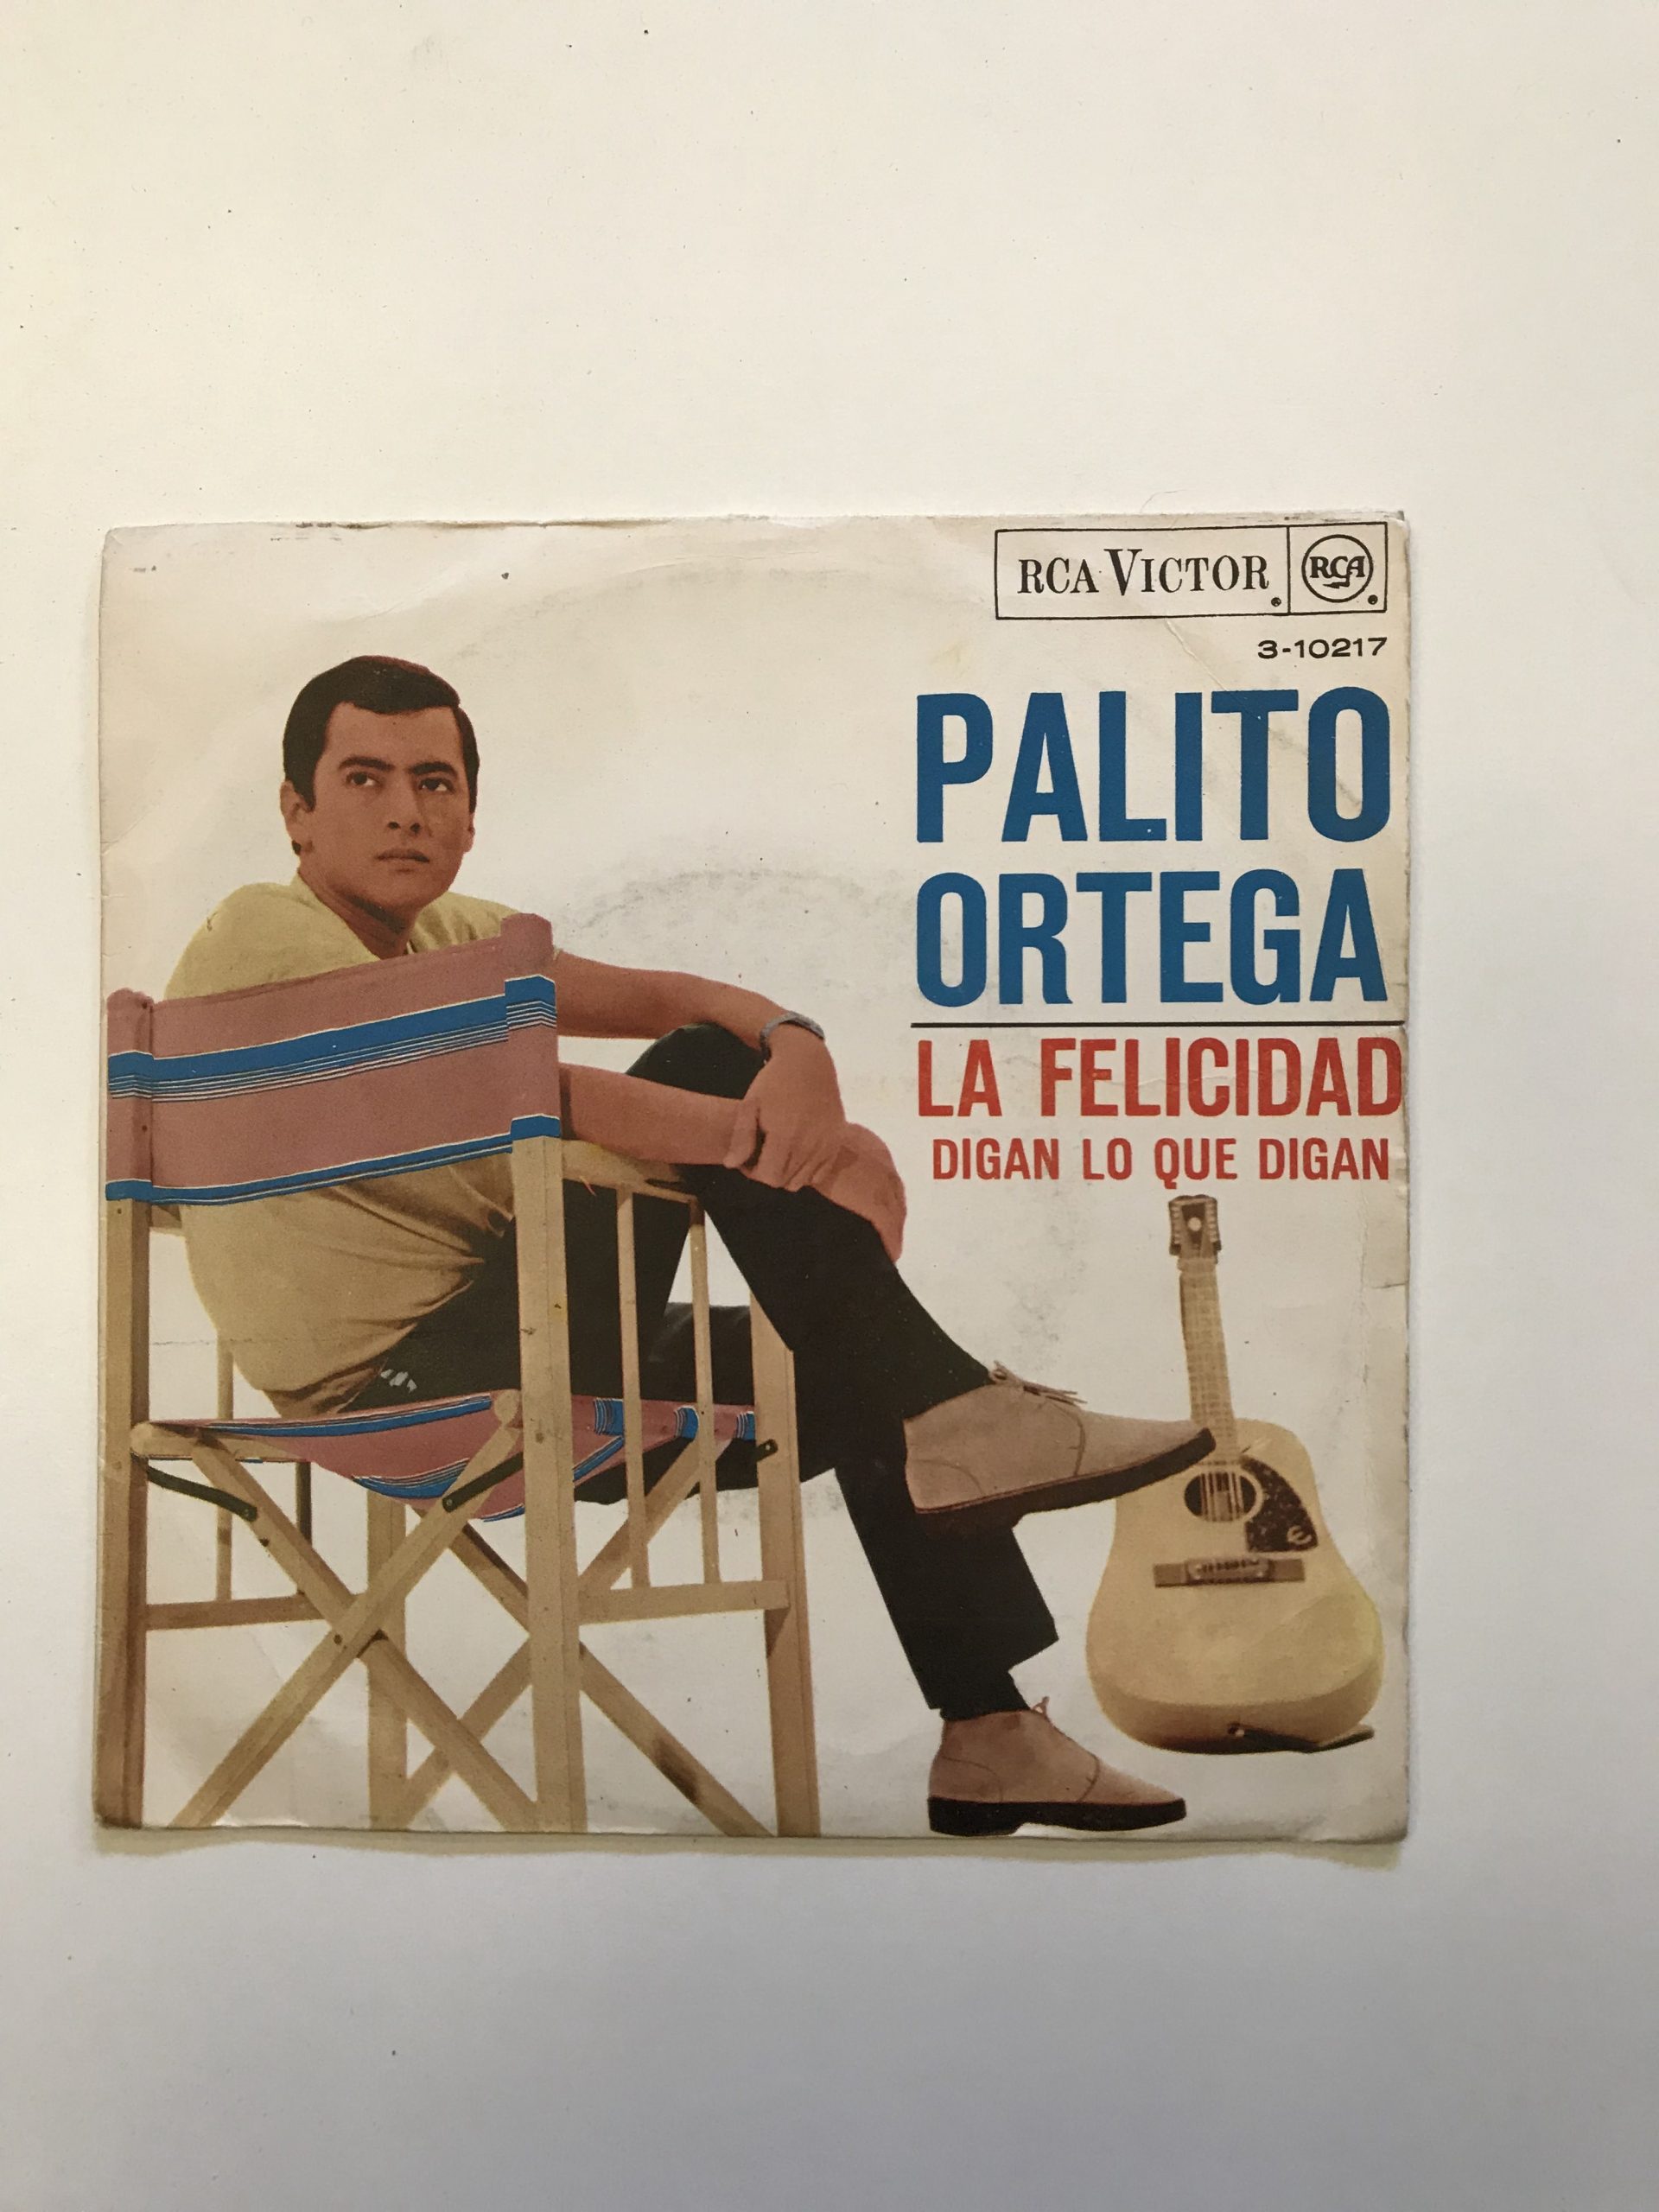 RCA VICTOR RCA
3-10217
PALITO
ORTEGA
LA FELICIDAD
DIGAN LO QUE DIGAN